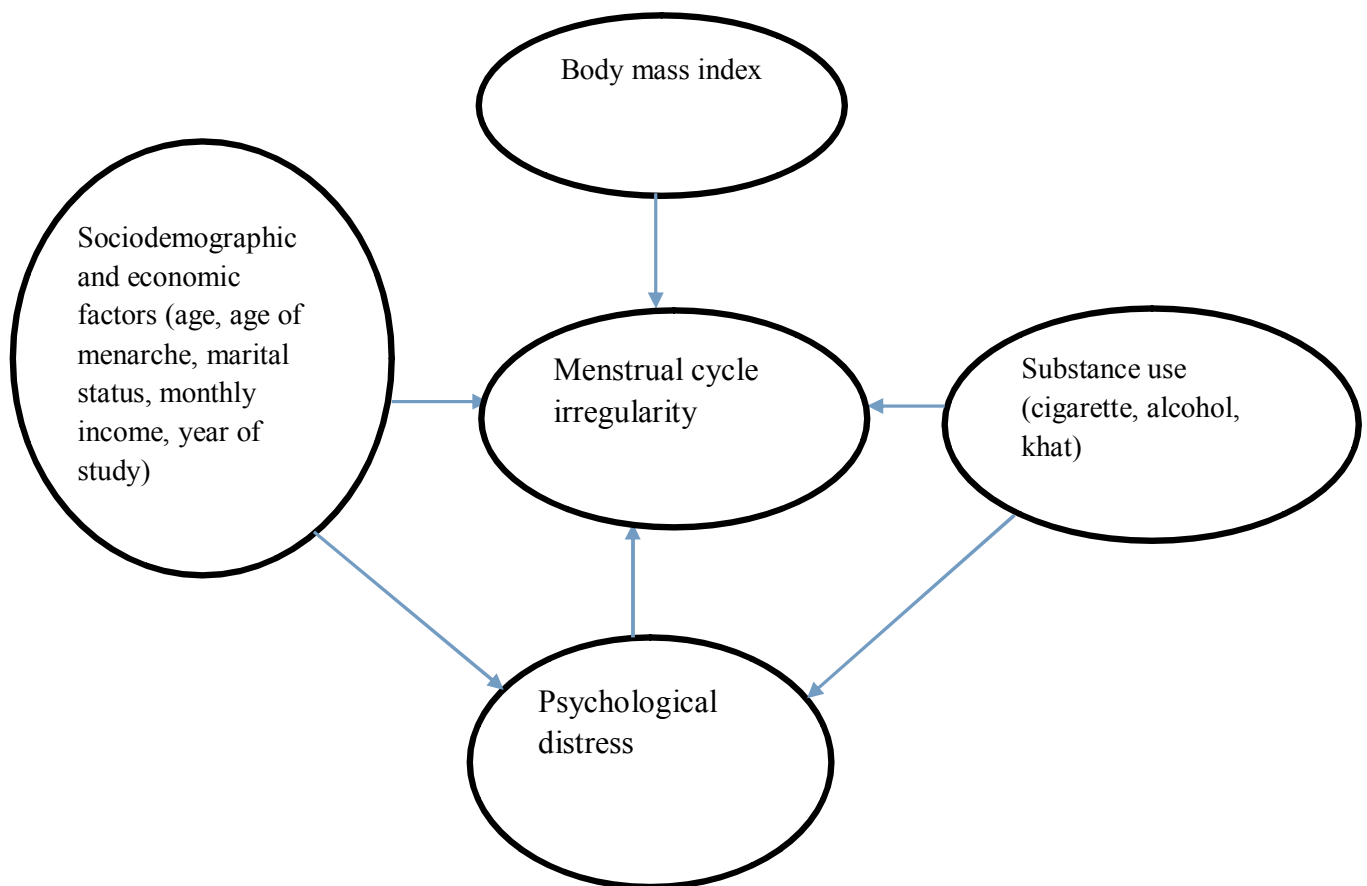 Body mass index
Sociodemographic
and economic
factors (age, age of
menarche, marital
status, monthly
income, year of
study)
Menstrual cycle
irregularity
Substance use
(cigarette, alcohol,
khat)
Psychological
distress